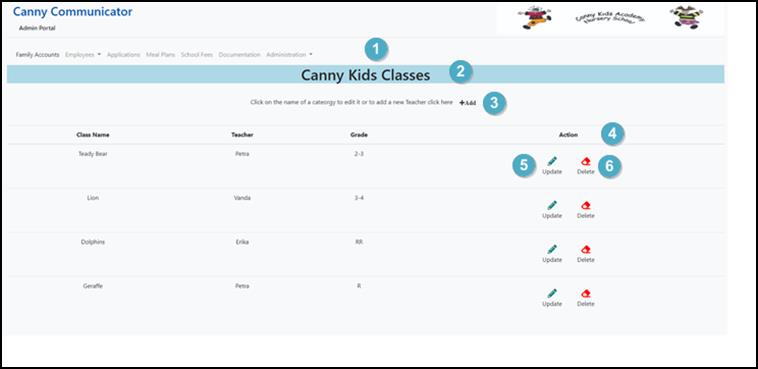 Canny Communicator
Admin Portal
Canny Kids Academy
Nursery School
Family Accounts Employees Applications Meal Plans School Fees Documentation Administration
1
Canny Kids Classes 2
Click on the name of a cateorgy to edit it or to add a new Teacher click here +Add 3
Class Name Teacher Grade Action 4
Teady Bear Petra 2-3
5 Update Delete 6
Lion Vanda 3-4
Update Delete
Dolphins Erika RR
Update Delete
Geraffe Petra R
Update Delete